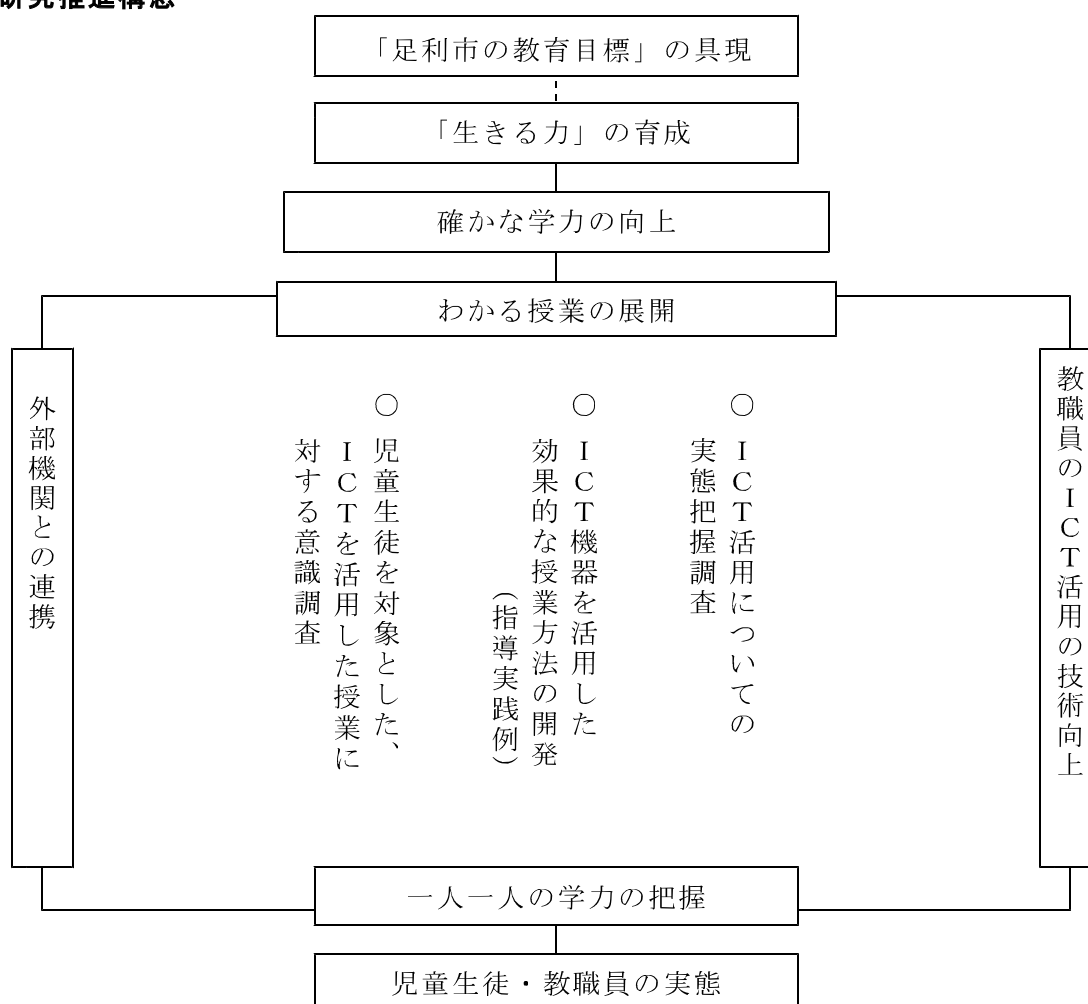 研究推進構想
「足利市の教育目標」の具現
「生きる力」の育成
確かな学力の向上
わかる授業の展開
教職員のICT活用の技術向上
○ ICT活用についての
実態把握調査
○ ICT機器を活用した
効果的な授業方法の開発
(指導実践例)
○ 児童生徒を対象とした、
ICTを活用した授業に
対する意識調査
外部機関との連携
一人一人の学力の把握
児童生徒・教職員の実態